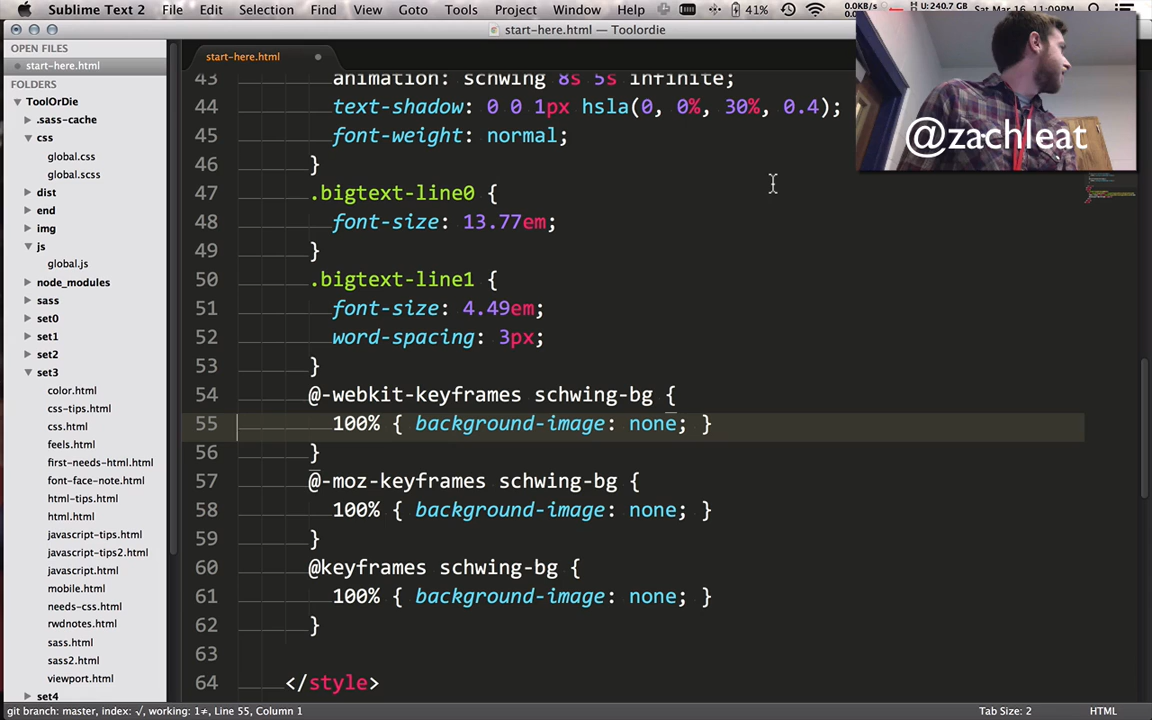 Sublime Text 2 File Edit Selection Find View Goto Tools Project Window Help 41% 0.0KB/s U: 240.7 G Sat Mar 16 11:09PM
start-here.html — Toolordie
OPEN FILES
start-here.html
FOLDERS
ToolOrDie
.sass-cache
css
global.css
global.scss
dist
end
img
js
global.js
node_modules
sass
set0
set1
set2
set3
color.html
css-tips.html
css.html
feels.html
first-needs-html.html
font-face-note.html
html-tips.html
html.html
javascript-tips.html
javascript-tips2.html
javascript.html
mobile.html
needs-css.html
rwdnotes.html
sass.html
sass2.html
viewport.html
set4
start-here.html
43 animation: schwing 8s 5s infinite;
44 text-shadow: 0 0 1px hsla(0, 0%, 30%, 0.4);
45 font-weight: normal;
46 }
47 .bigtext-line0 {
48 font-size: 13.77em;
49 }
50 .bigtext-line1 {
51 font-size: 4.49em;
52 word-spacing: 3px;
53 }
54 @-webkit-keyframes schwing-bg {
55 100% { background-image: none; }
56 }
57 @-moz-keyframes schwing-bg {
58 100% { background-image: none; }
59 }
60 @keyframes schwing-bg {
61 100% { background-image: none; }
62 }
63
64 </style>
@zachleat
git branch: master, index: √, working: 1≠, Line 55, Column 1 Tab Size: 2 HTML